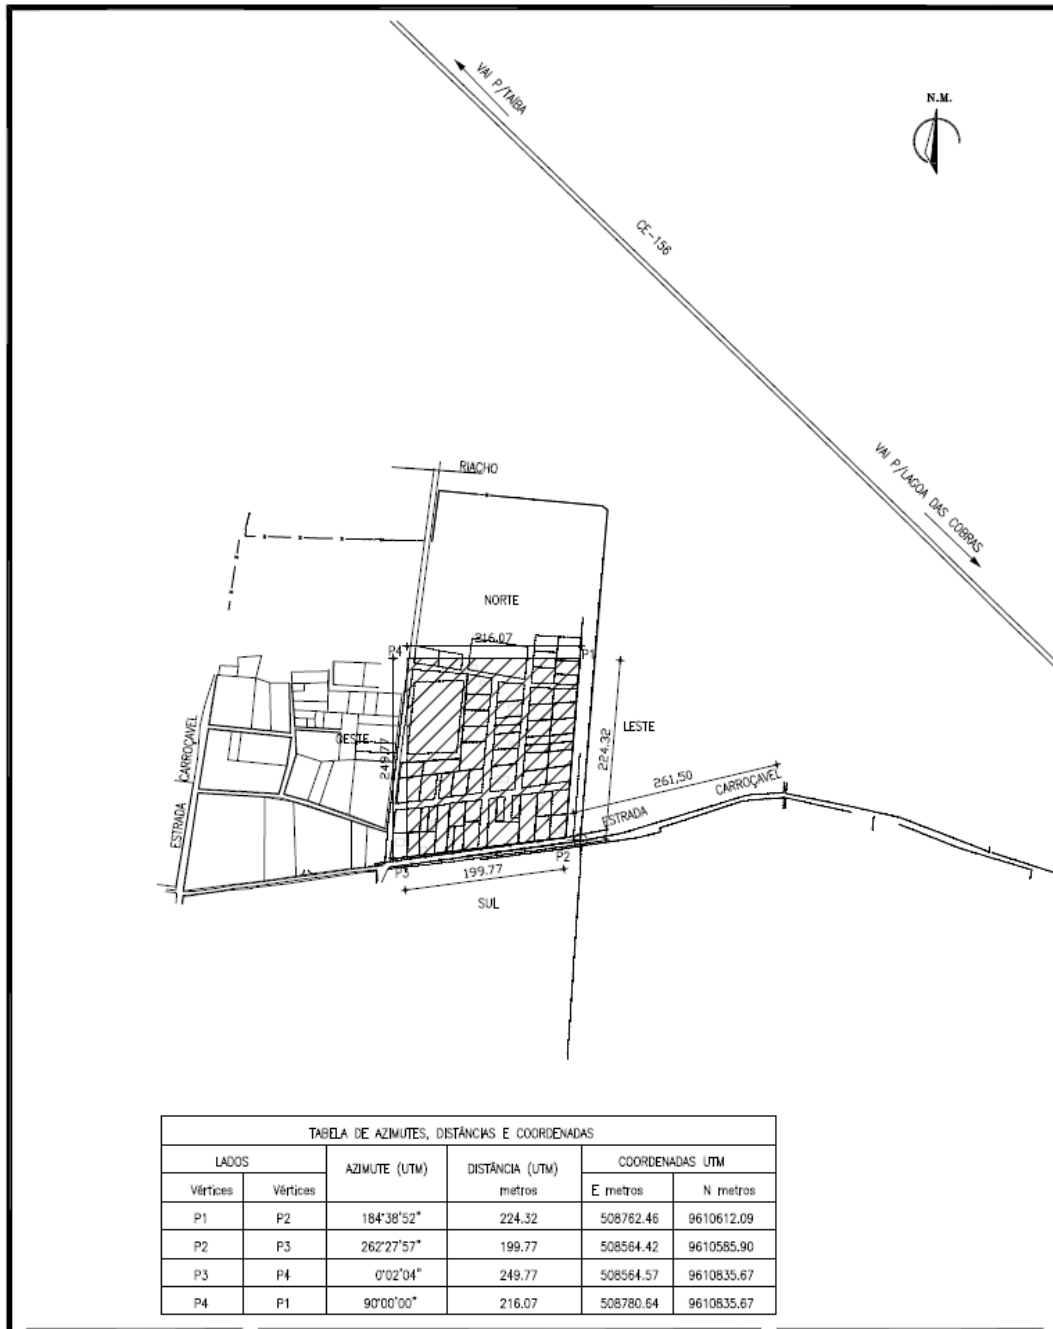 VAI P/TAÍBA
N.M.
CE-156
VAI P/LAGOA DAS COBRAS
RIACHO
NORTE
216.07
P4
P1
OESTE
249.77
LESTE
224.32
CARROÇAVEL
ESTRADA
261,50
CARROÇAVEL
ESTRADA
P2
P3
199.77
SUL
TABELA DE AZIMUTES, DISTÂNCIAS E COORDENADAS
LADOS AZIMUTE (UTM) DISTÂNCIA (UTM) metros COORDENADAS UTM
Vértices Vértices E metros N metros
P1 P2 184°38'52" 224.32 508762.46 9610612.09
P2 P3 262°27'57" 199.77 508564.42 9610585.90
P3 P4 0°02'04" 249.77 508564.57 9610835.67
P4 P1 90°00'00" 216.07 508780.64 9610835.67